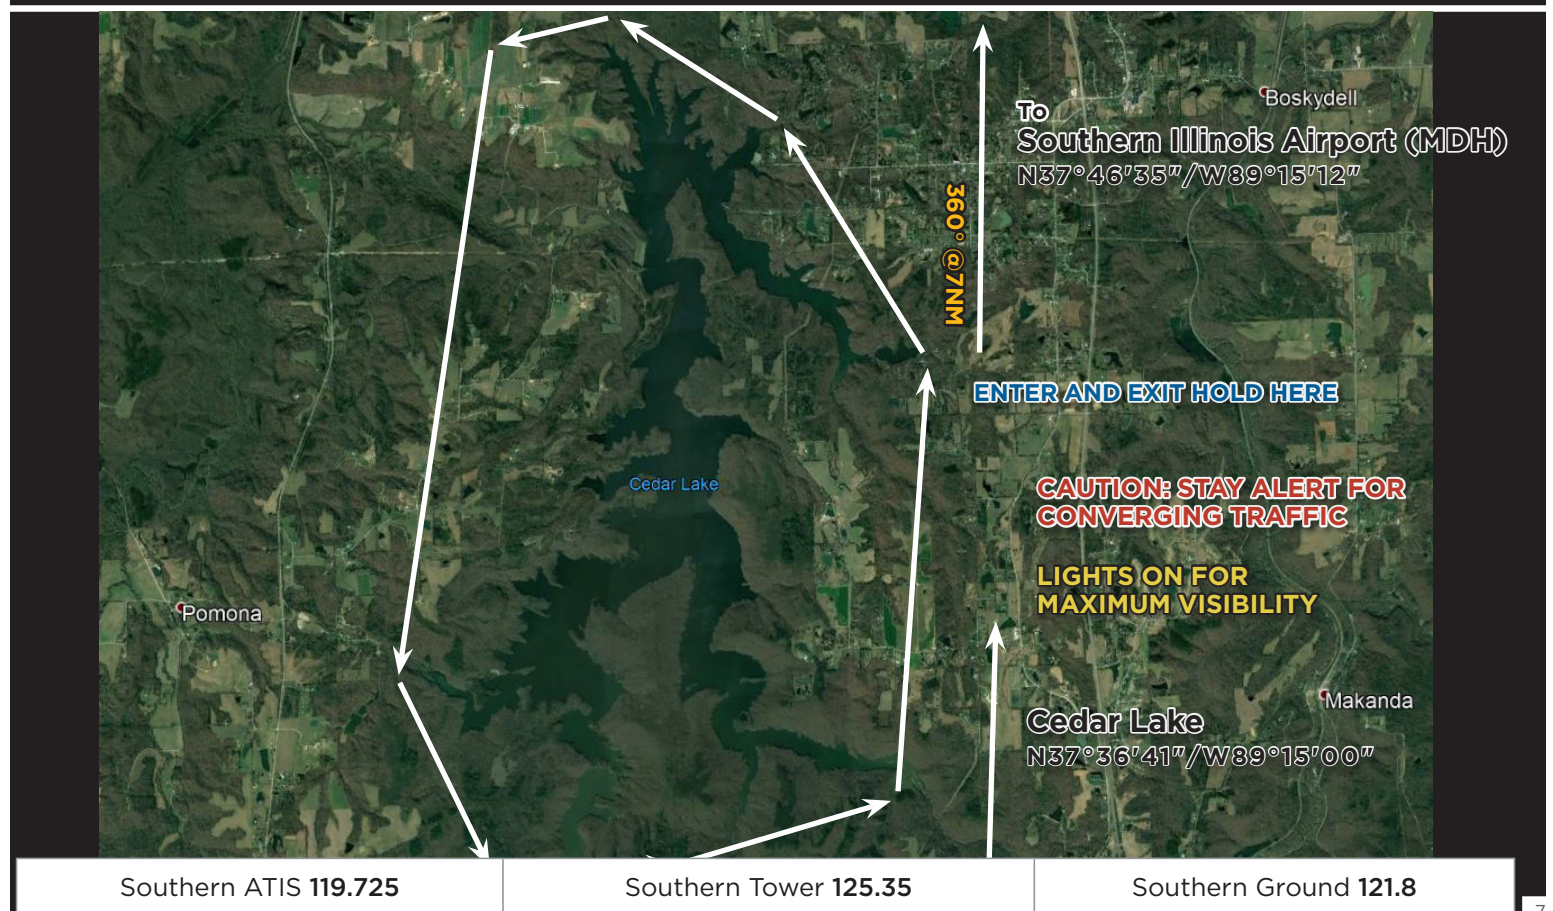 Boskydell
To
Southern Illinois Airport (MDH)
N37°46'35"/W89°15'12"
360° @7NM
ENTER AND EXIT HOLD HERE
Cedar Lake
CAUTION: STAY ALERT FOR
CONVERGING TRAFFIC
LIGHTS ON FOR
MAXIMUM VISIBILITY
Pomona
Makanda
Cedar Lake
N37°36'41"/W89°15'00"
Southern ATIS 119.725
Southern Tower 125.35
Southern Ground 121.8